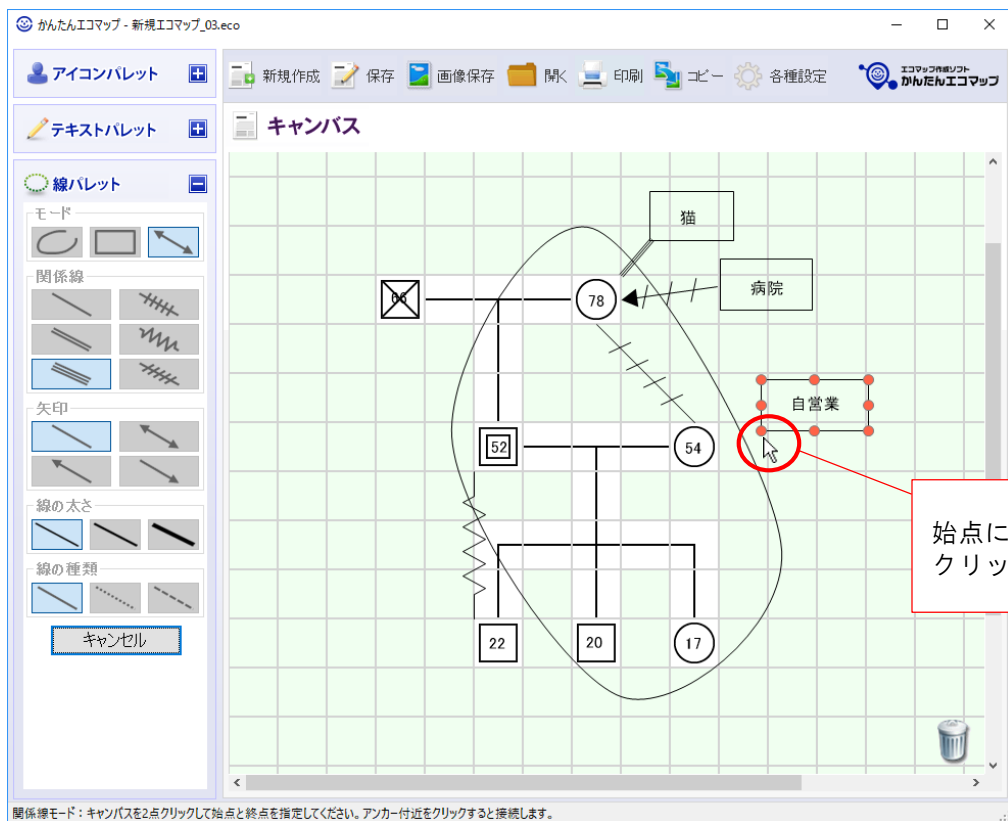 かんたんエコマップ - 新規エコマップ_03.eco
アイコンパレット
テキストパレット
線パレット
モード
関係線
矢印
線の太さ
線の種類
キャンセル
新規作成
保存
画像保存
開く
印刷
コピー
各種設定
エコマップ作成ソフト
かんたんエコマップ
キャンバス
猫
病院
66
78
自営業
52
54
始点に
クリッ
22
20
17
関係線モード：キャンバスを2点クリックして始点と終点を指定してください。アンカー付近をクリックすると接続します。